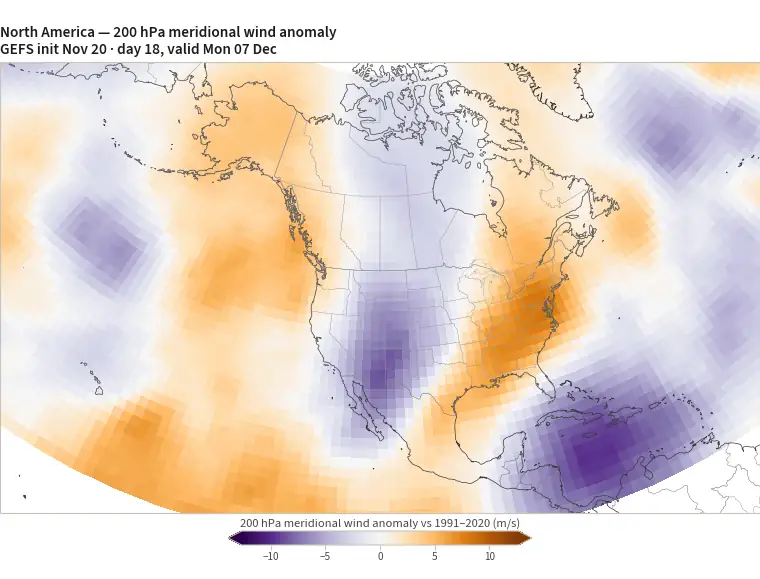 North America — 200 hPa meridional wind anomaly
GEFS init Nov 20 · day 18, valid Mon 07 Dec
200 hPa meridional wind anomaly vs 1991–2020 (m/s)
−10 −5 0 5 10